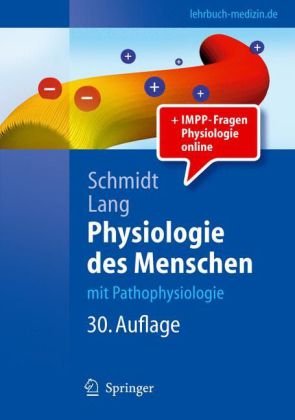 lehrbuch-medizin.de
+ IMPP-Fragen
Physiologie
online
Schmidt
Lang
Physiologie
des Menschen
mit Pathophysiologie
30. Auflage
Springer